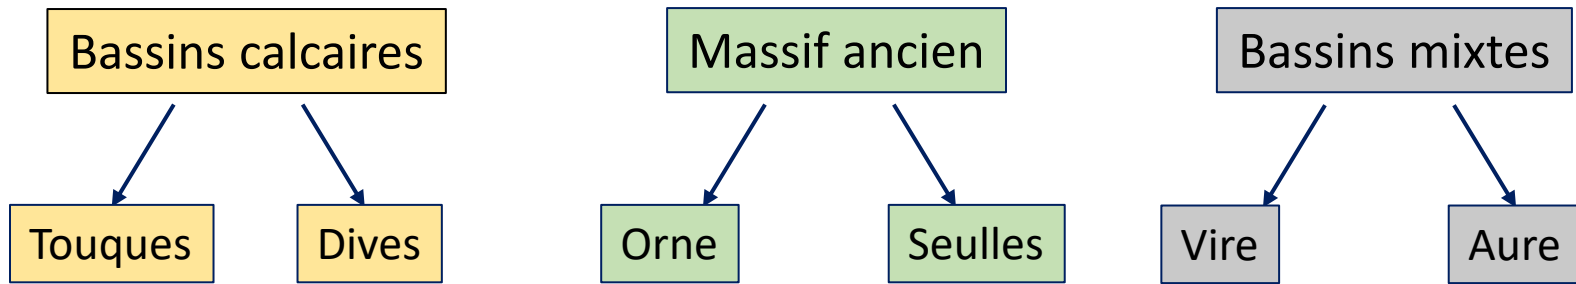 Bassins calcaires
Massif ancien
Bassins mixtes
Touques
Dives
Orne
Seulles
Vire
Aure